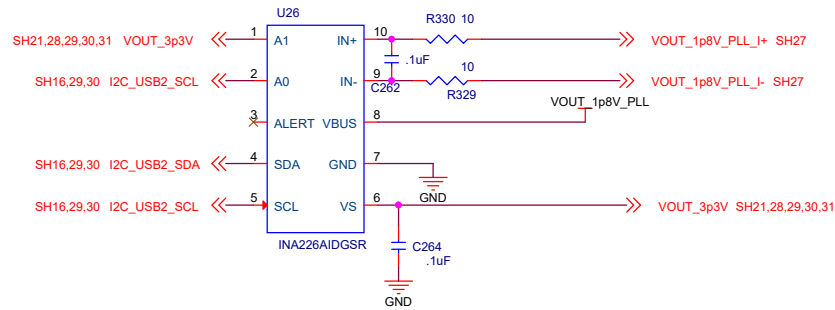 U26
SH21,28,29,30,31 VOUT_3p3V 1 A1 IN+ 10 R330 10 VOUT_1p8V_PLL_I+ SH27
.1uF
SH16,29,30 I2C_USB2_SCL 2 A0 IN- 9 C262 10 R329 VOUT_1p8V_PLL_I- SH27
VOUT_1p8V_PLL
3 ALERT VBUS 8
SH16,29,30 I2C_USB2_SDA 4 SDA GND 7
GND
SH16,29,30 I2C_USB2_SCL 5 SCL VS 6 VOUT_3p3V SH21,28,29,30,31
INA226AIDGSR C264
.1uF
GND